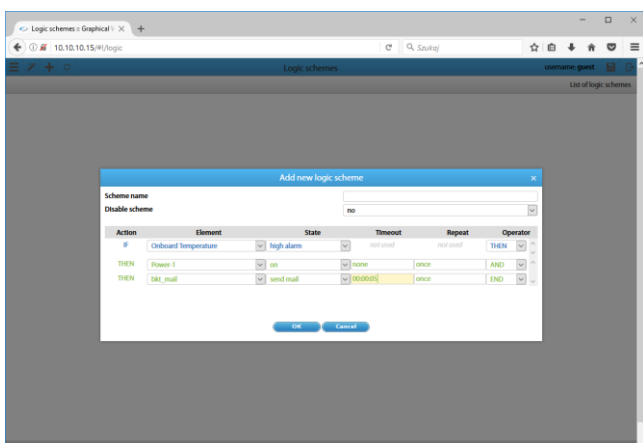 Logic schemes :: Graphical
10.10.10.15/#!/logic
Szukaj
Logic schemes
username: guest
List of logic schemes
Add new logic scheme
Scheme name
Disable scheme no
Action Element State Timeout Repeat Operator
IF Onboard Temperature high alarm not used not used THEN
THEN Power-1 on none once AND
THEN bkt_mail send mail 00:00:05 once END
OK Cancel